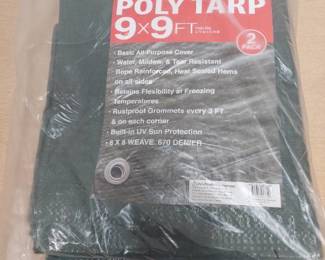 POLY TARP
9×9FT
2
PACK
• Basic All-Purpose Cover
• Water, Mildew, & Tear Resistant
Rope Reinforced, Heat Sealed Hems
on all sides
• Retains Flexibility at Freezing
Temperatures
• Rustproof Grommets every 3 FT
& on each corner
• Built-in UV Sun Protection
• 8 X 8 WEAVE, 670 DENIER